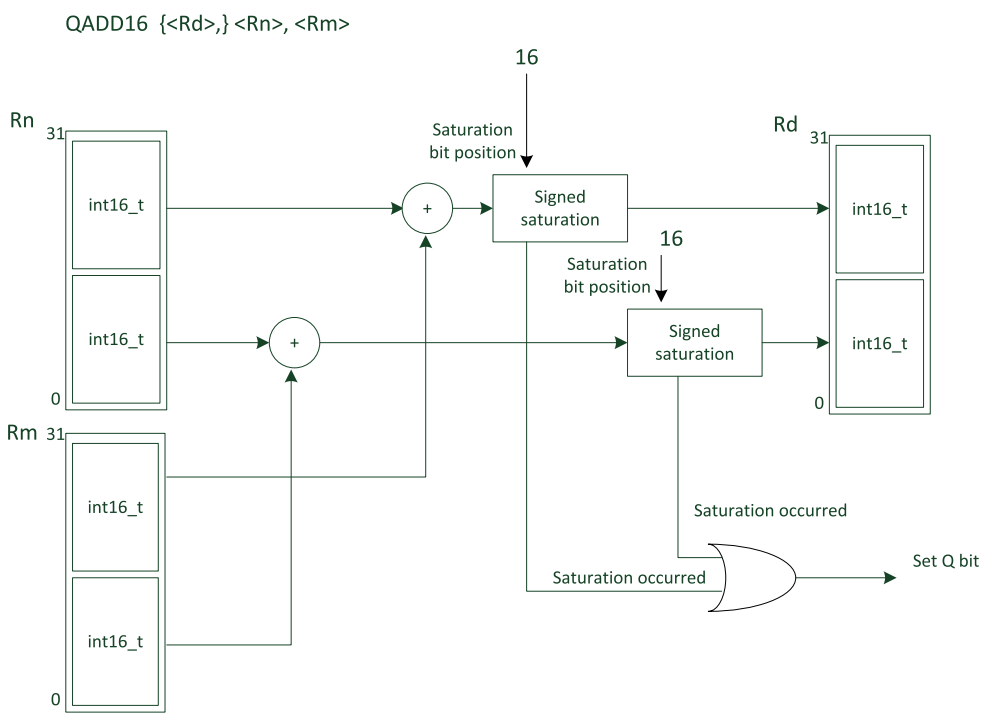 QADD16 {<Rd>,} <Rn>, <Rm>
16
Rn
31
Saturation
bit position
Rd
31
int16_t
+
Signed
saturation
int16_t
16
Saturation
bit position
int16_t
+
Signed
saturation
int16_t
0
0
Rm
31
int16_t
Saturation occurred
Set Q bit
Saturation occurred
int16_t
0